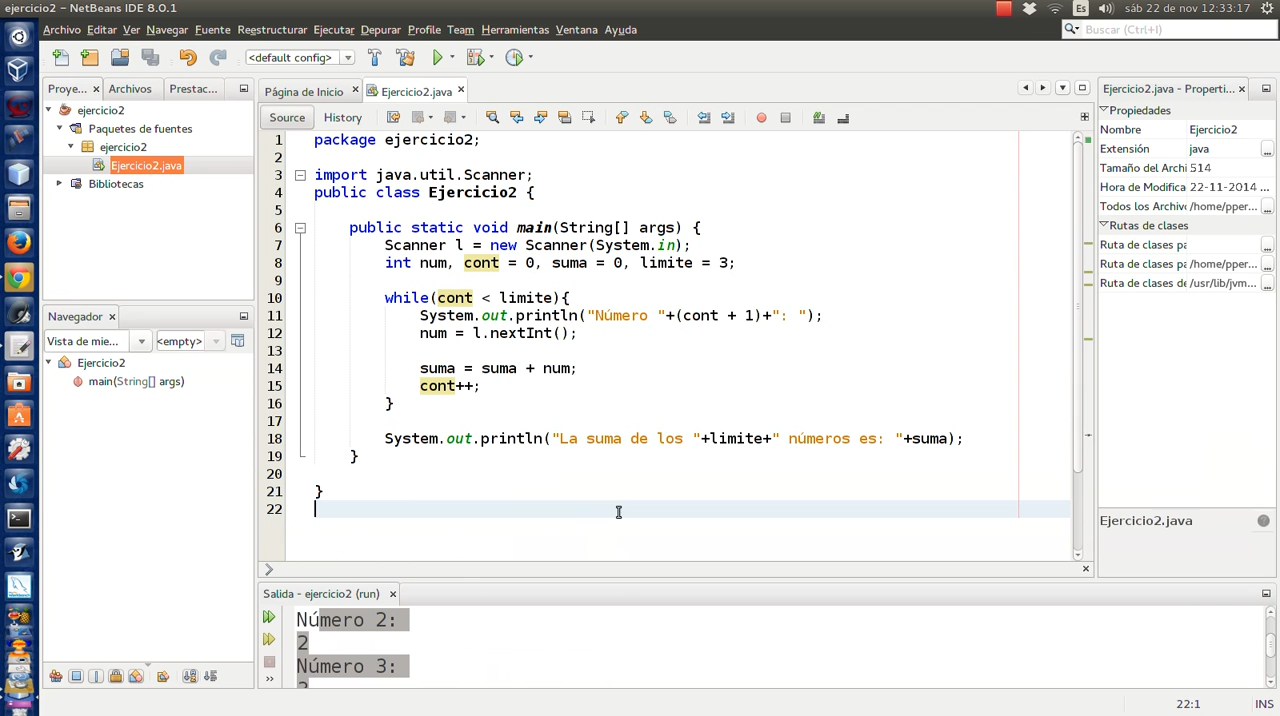 ejercicio2 - NetBeans IDE 8.0.1
Es
sáb 22 de nov 12:33:17
Archivo Editar Ver Navegar Fuente Reestructurar Ejecutar Depurar Profile Team Herramientas Ventana Ayuda
Buscar (Ctrl+I)
<default config>
Proye... Archivos Prestac...
ejercicio2
Paquetes de fuentes
ejercicio2
Ejercicio2.java
Bibliotecas
Navegador
Vista de mie... <empty>
Ejercicio2
main(String[] args)
Página de Inicio Ejercicio2.java
Source History
1 package ejercicio2;
2
3 import java.util.Scanner;
4 public class Ejercicio2 {
5
6 public static void main(String[] args) {
7 Scanner l = new Scanner(System.in);
8 int num, cont = 0, suma = 0, limite = 3;
9
10 while(cont < limite){
11 System.out.println("Número "+(cont + 1)+": ");
12 num = l.nextInt();
13
14 suma = suma + num;
15 cont++;
16 }
17
18 System.out.println("La suma de los "+limite+" números es: "+suma);
19 }
20
21 }
22
Salida - ejercicio2 (run)
Número 2:
2
Número 3:
Ejercicio2.java - Properti...
Propiedades
Nombre Ejercicio2
Extensión java
Tamaño del Archi 514
Hora de Modifica 22-11-2014 ...
Todos los Archivo /home/pper...
Rutas de clases
Ruta de clases pa
Ruta de clases pa /home/pper...
Ruta de clases de /usr/lib/jvm...
Ejercicio2.java
22:1 INS